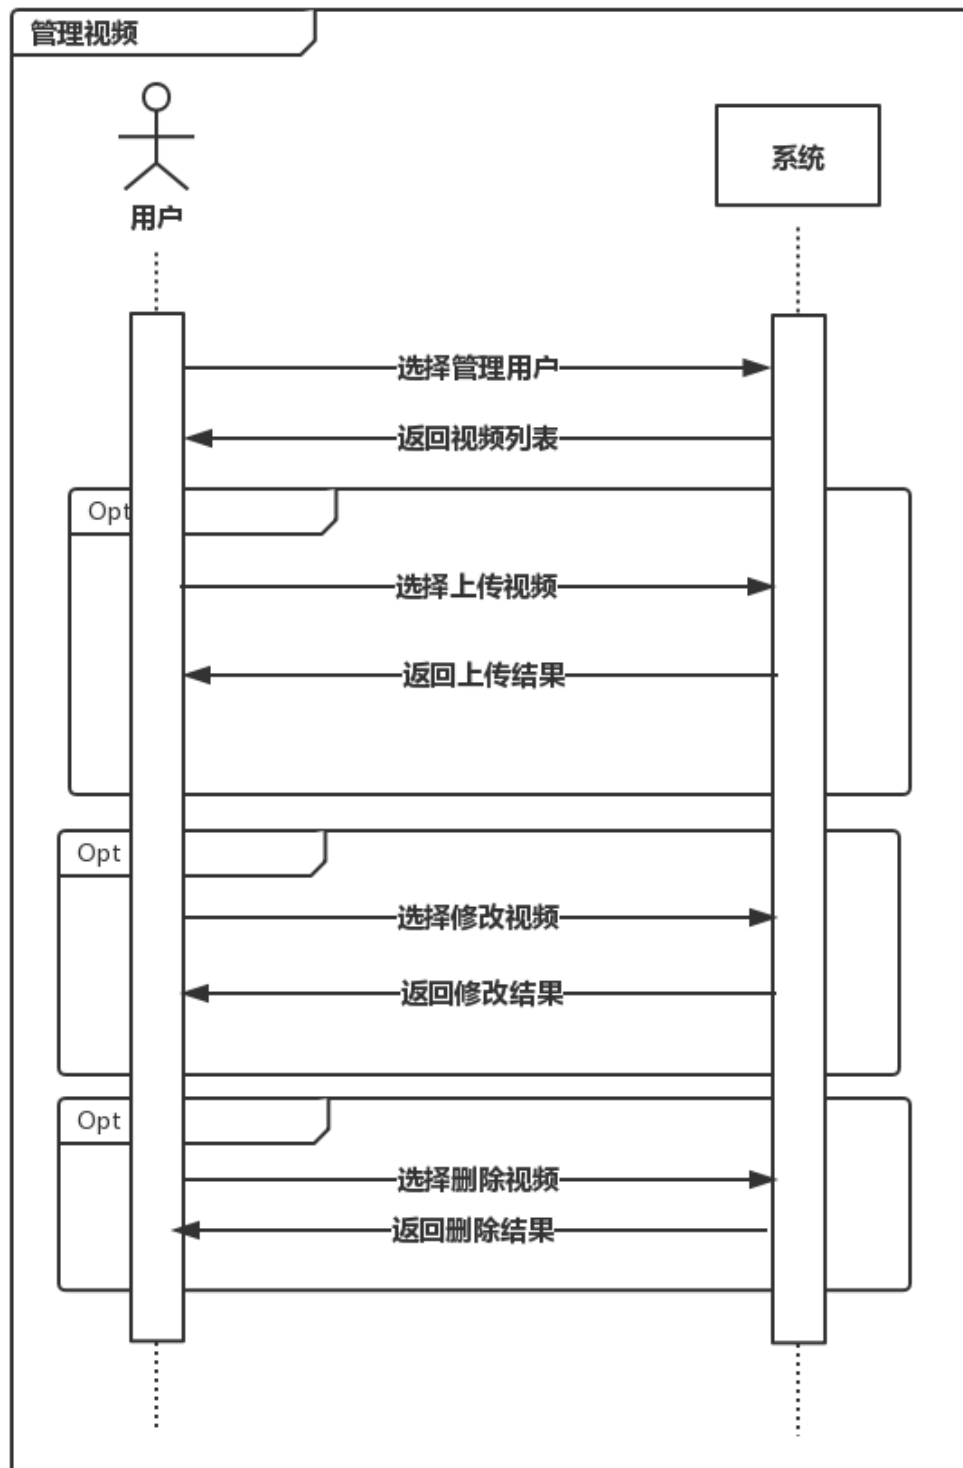 管理视频
系统
用户
选择管理用户
返回视频列表
Opt
选择上传视频
返回上传结果
Opt
选择修改视频
返回修改结果
Opt
选择删除视频
返回删除结果